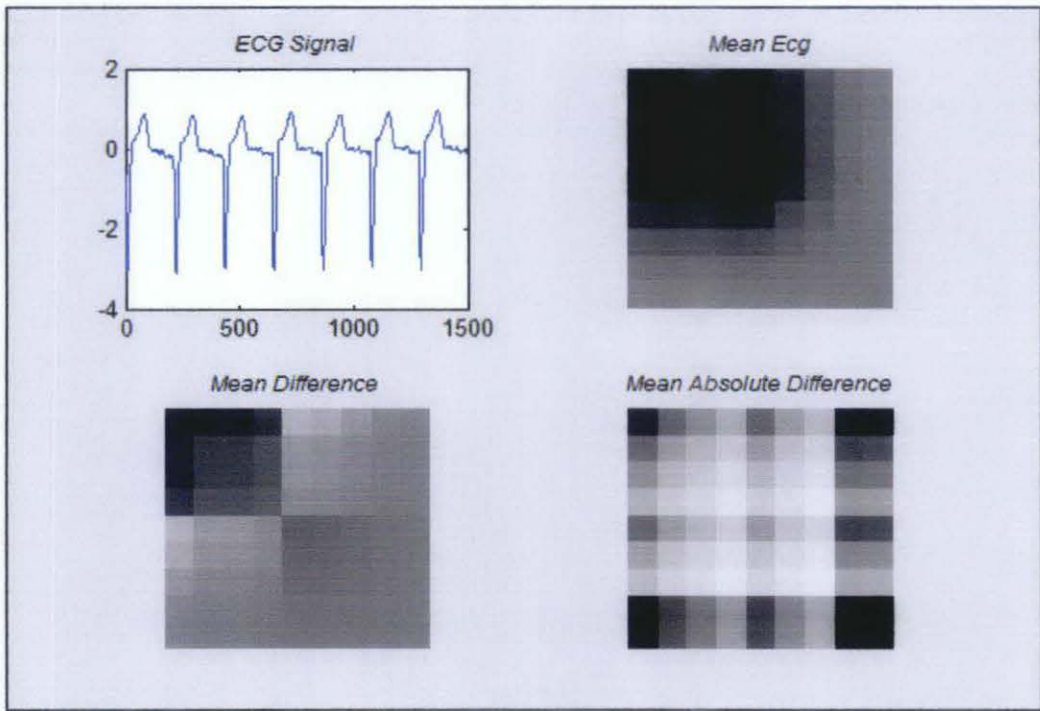 ECG Signal
Mean Ecg
2
0
-2
-4
0
500
1000
1500
Mean Difference
Mean Absolute Difference